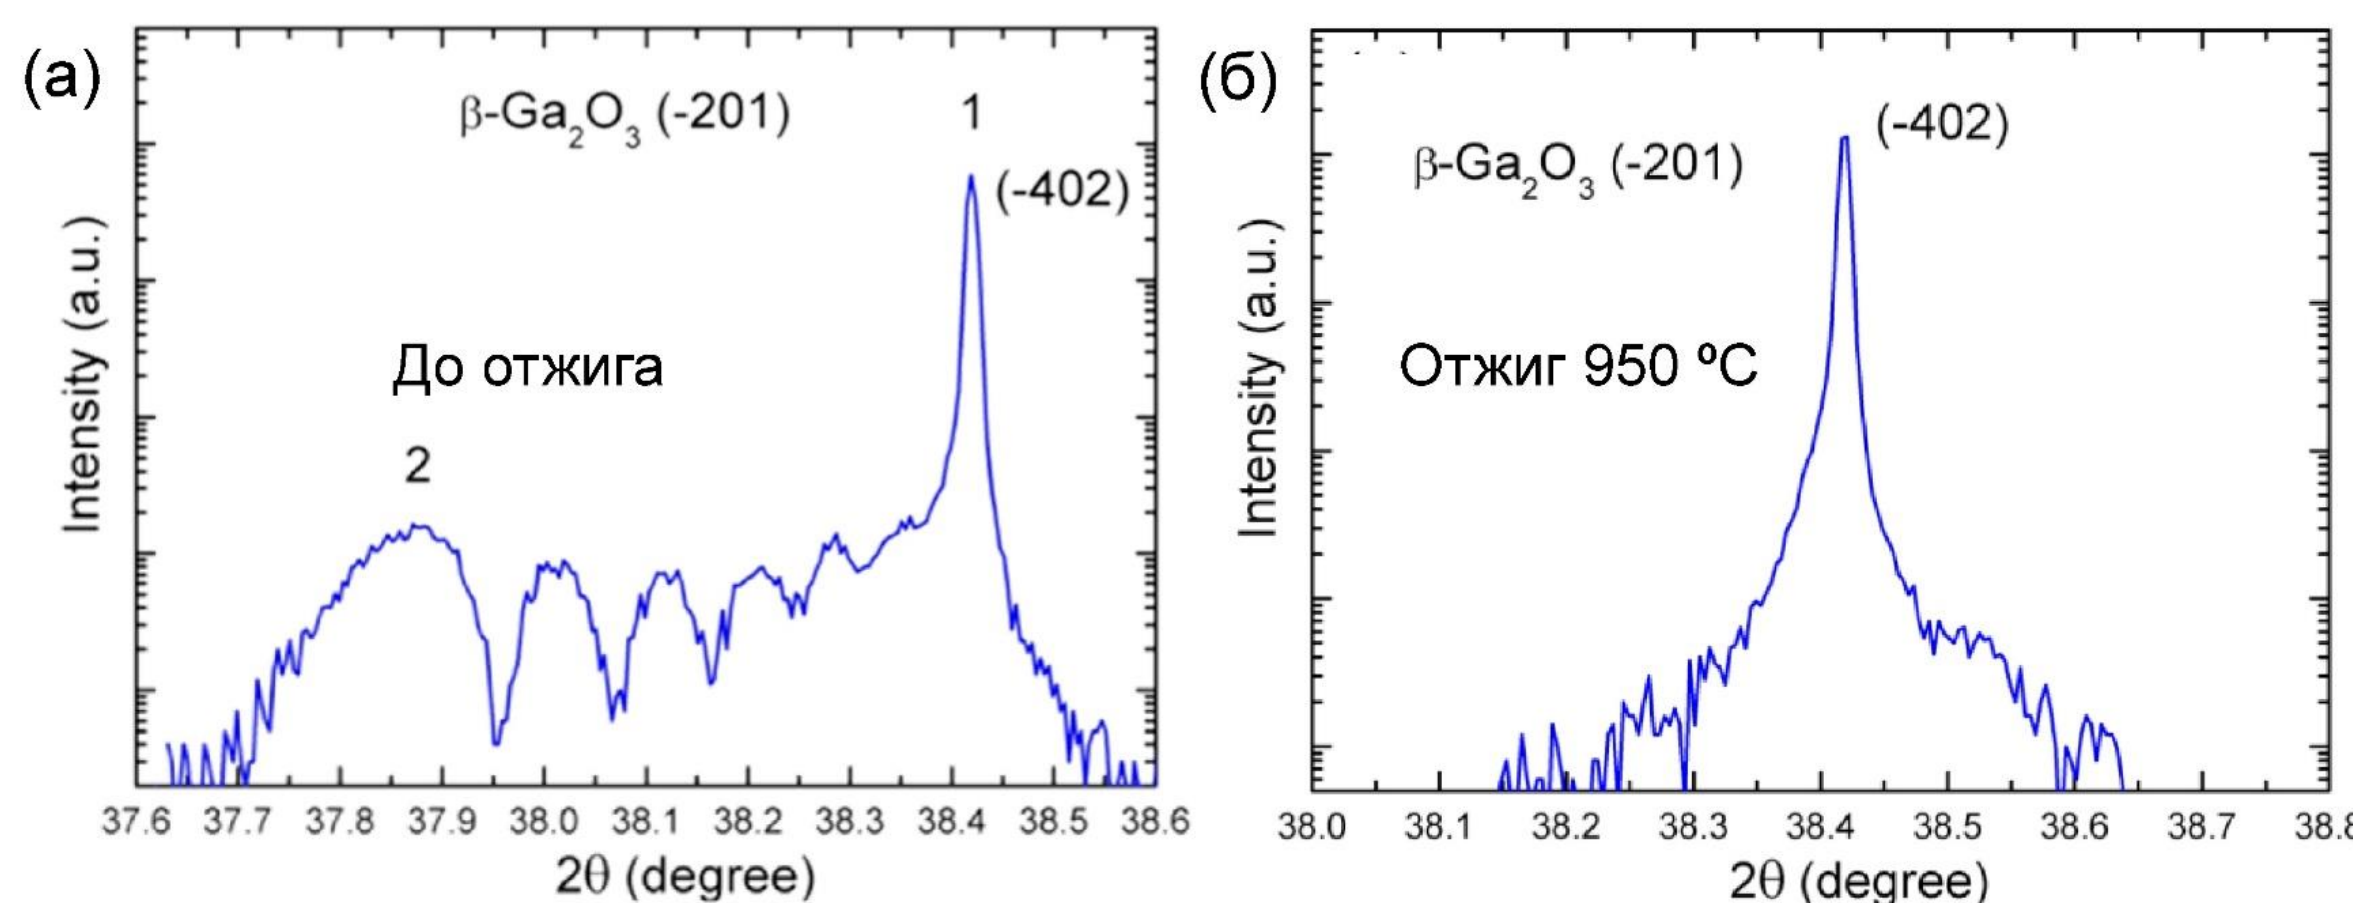 (а)
β-Ga₂O₃ (-201)
1
(-402)
До отжига
2
Intensity (a.u.)
37.6 37.7 37.8 37.9 38.0 38.1 38.2 38.3 38.4 38.5 38.6
2θ (degree)
(б)
(-402)
β-Ga₂O₃ (-201)
Отжиг 950 ºC
Intensity (a.u.)
38.0 38.1 38.2 38.3 38.4 38.5 38.6 38.7 38.8
2θ (degree)